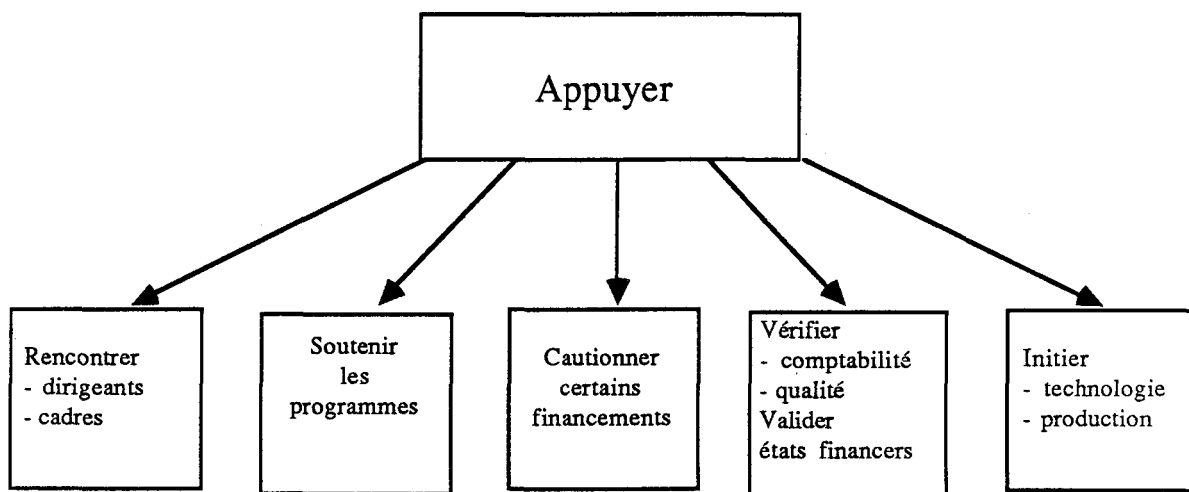 Appuyer
Rencontrer
- dirigeants
- cadres
Soutenir
les
programmes
Cautionner
certains
financements
Vérifier
- comptabilité
- qualité
Valider
états financers
Initier
- technologie
- production